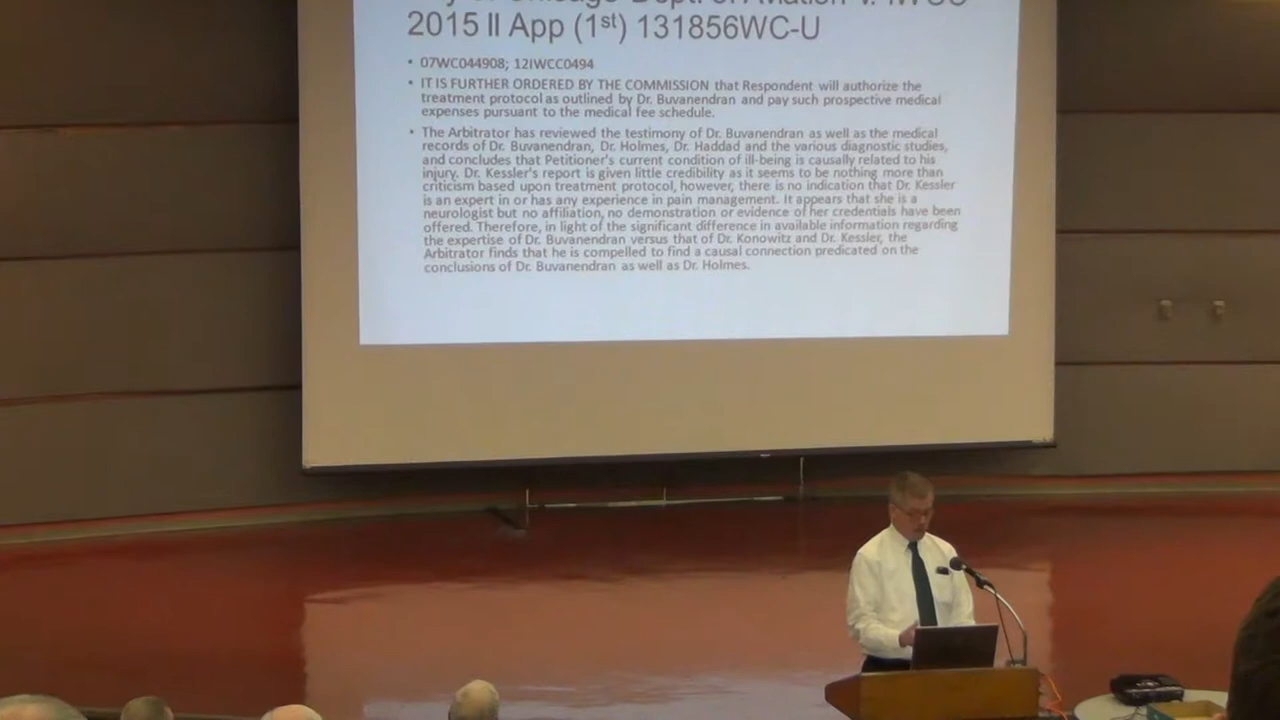 Chicago Dept. of Aviation v. IWCC
2015 Il App (1st) 131856WC-U
• 07WC044908; 12IWCC0494
• IT IS FURTHER ORDERED BY THE COMMISSION that Respondent will authorize the
treatment protocol as outlined by Dr. Buvanendran and pay such prospective medical
expenses pursuant to the medical fee schedule.
• The Arbitrator has reviewed the testimony of Dr. Buvanendran as well as the medical
records of Dr. Buvanendran, Dr. Holmes, Dr. Haddad and the various diagnostic studies,
and concludes that Petitioner's current condition of ill-being is causally related to his
injury. Dr. Kessler's report is given little credibility as it seems to be nothing more than
criticism based upon treatment protocol, however, there is no indication that Dr. Kessler
is an expert in or has any experience in pain management. It appears that she is a
neurologist but no affiliation, no demonstration or evidence of her credentials have been
offered. Therefore, in light of the significant difference in available information regarding
the expertise of Dr. Buvanendran versus that of Dr. Konowitz and Dr. Kessler, the
Arbitrator finds that he is compelled to find a causal connection predicated on the
conclusions of Dr. Buvanendran as well as Dr. Holmes.